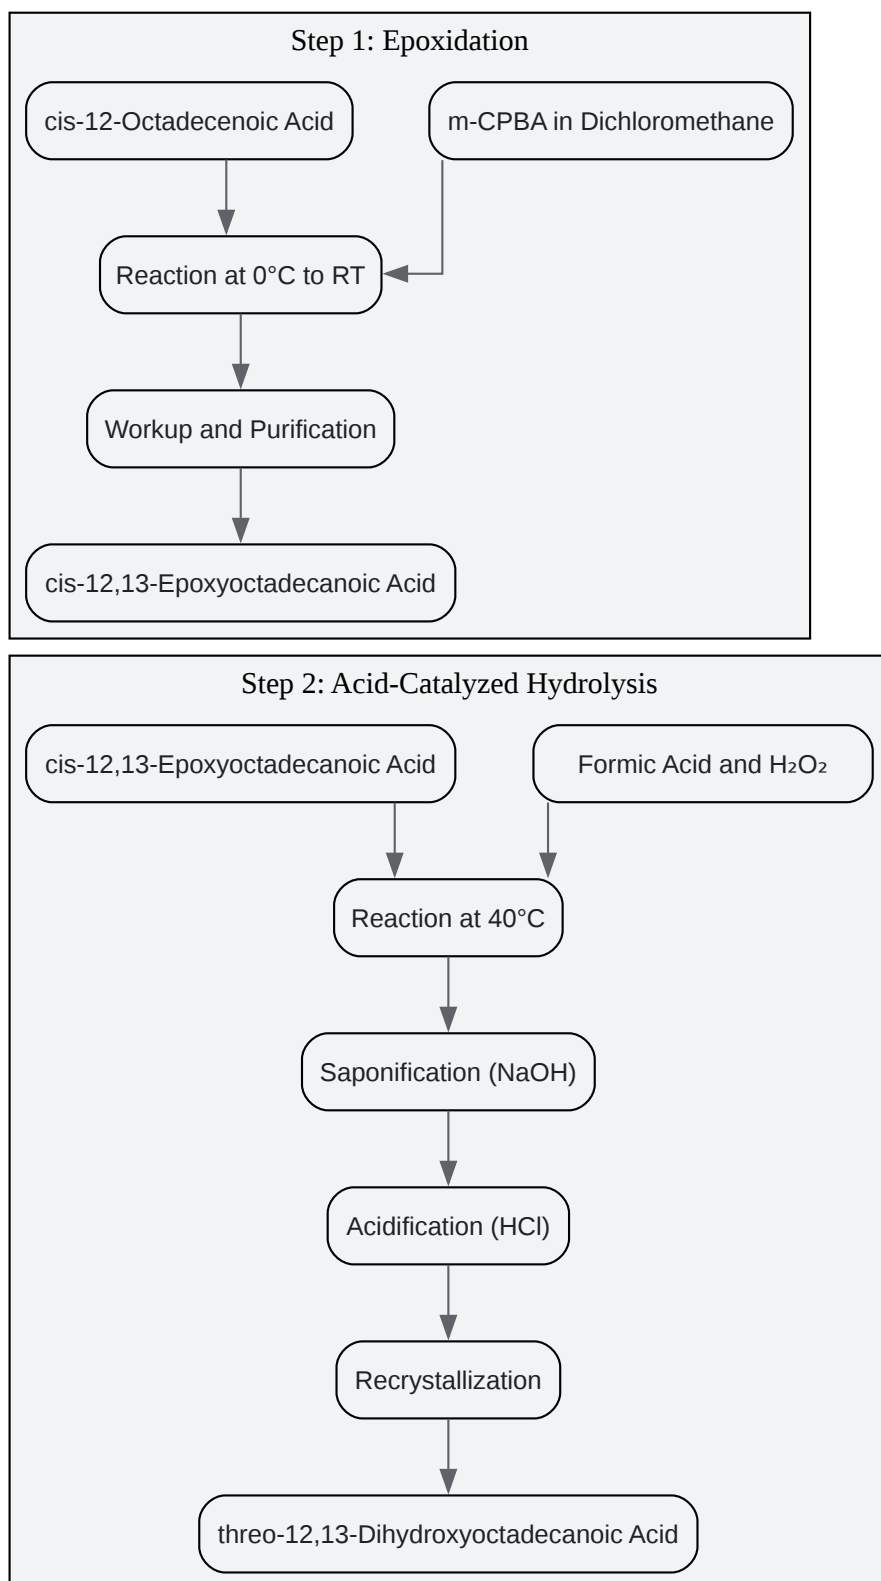 Step 1: Epoxidation
cis-12-Octadecenoic Acid
m-CPBA in Dichloromethane
Reaction at 0°C to RT
Workup and Purification
cis-12,13-Epoxyoctadecanoic Acid
Step 2: Acid-Catalyzed Hydrolysis
cis-12,13-Epoxyoctadecanoic Acid
Formic Acid and H₂O₂
Reaction at 40°C
Saponification (NaOH)
Acidification (HCl)
Recrystallization
threo-12,13-Dihydroxyoctadecanoic Acid